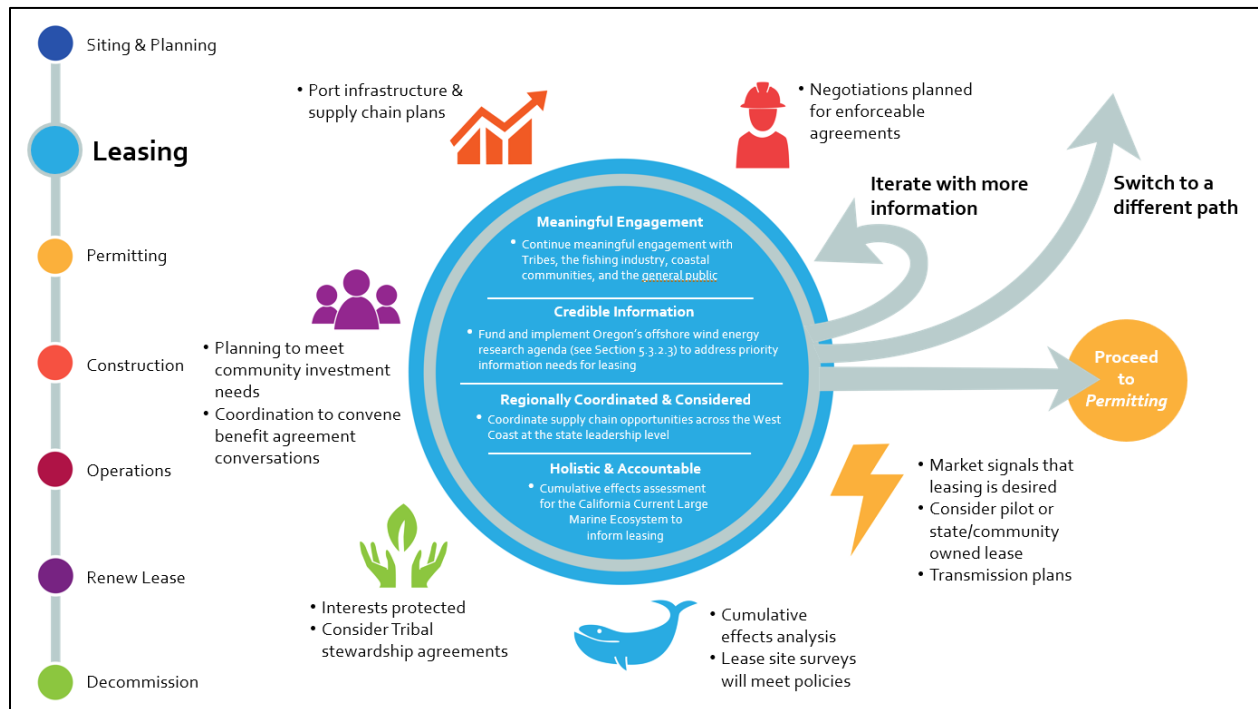 Siting & Planning
Leasing
Permitting
Construction
Operations
Renew Lease
Decommission
• Port infrastructure &
supply chain plans
• Negotiations planned
for enforceable
agreements
Iterate with more
information
Switch to a
different path
Meaningful Engagement
• Continue meaningful engagement with
Tribes, the fishing industry, coastal
communities, and the general public
Credible Information
• Fund and implement Oregon's offshore wind energy
research agenda (see Section 5.3.2.3) to address priority
information needs for leasing
Regionally Coordinated & Considered
• Coordinate supply chain opportunities across the West
Coast at the state leadership level
Holistic & Accountable
• Cumulative effects assessment
for the California Current Large
Marine Ecosystem to
inform leasing
Proceed
to
Permitting
• Planning to meet
community investment
needs
• Coordination to convene
benefit agreement
conversations
• Market signals that
leasing is desired
• Consider pilot or
state/community
owned lease
• Transmission plans
• Interests protected
• Consider Tribal
stewardship agreements
• Cumulative
effects analysis
• Lease site surveys
will meet policies